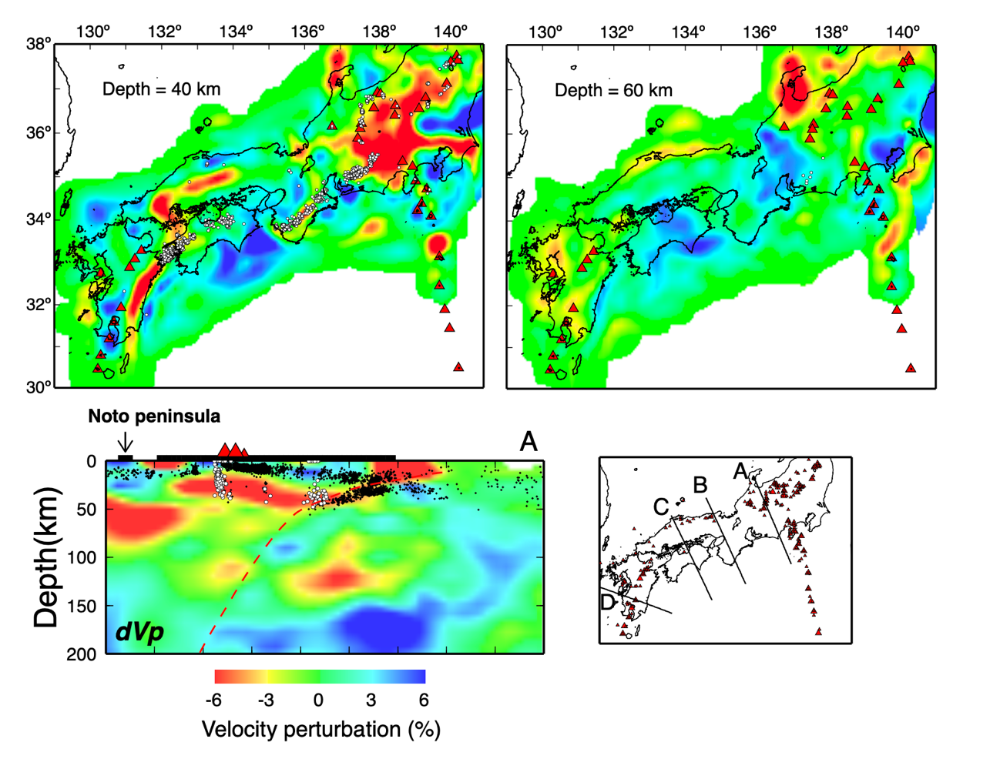 130° 132° 134° 136° 138° 140°
130° 132° 134° 136° 138° 140°
38°
Depth = 40 km
Depth = 60 km
36°
34°
32°
30°
Noto peninsula
A
0
50
100
150
200
Depth(km)
dVp
A
B
C
D
-6 -3 0 3 6
Velocity perturbation (%)